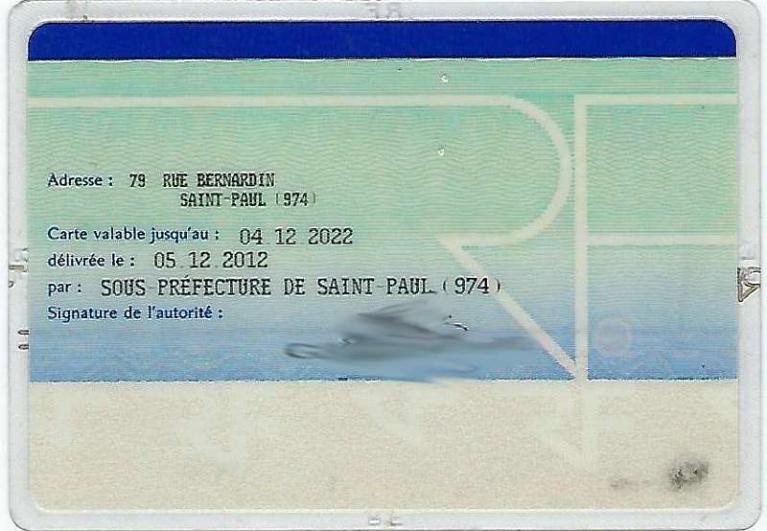 Adresse : 79 RUE BERNARDIN
SAINT-PAUL (974)
Carte valable jusqu'au : 04.12.2022
délivrée le : 05.12.2012
par : SOUS-PRÉFECTURE DE SAINT-PAUL (974)
Signature de l'autorité :
RF